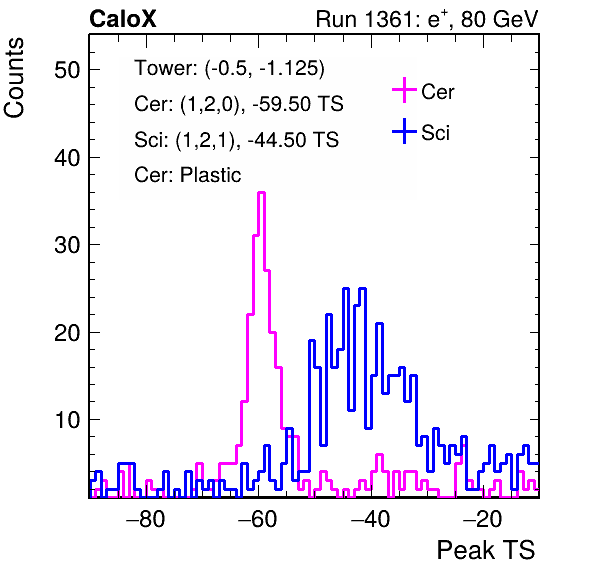 CaloX Run 1361: e⁺, 80 GeV
Counts
Tower: (-0.5, -1.125)
Cer: (1,2,0), -59.50 TS
Sci: (1,2,1), -44.50 TS
Cer: Plastic
Cer
Sci
50
40
30
20
10
−80 −60 −40 −20
Peak TS